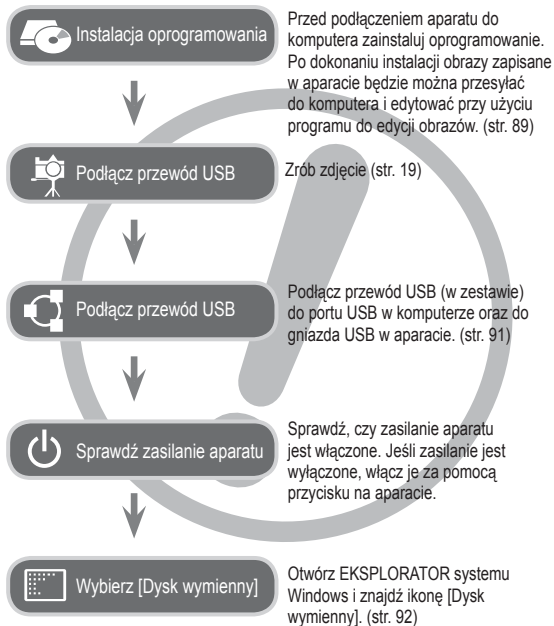 Instalacja oprogramowania
Przed podłączeniem aparatu do
komputera zainstaluj oprogramowanie.
Po dokonaniu instalacji obrazy zapisane
w aparacie będzie można przesyłać
do komputera i edytować przy użyciu
programu do edycji obrazów. (str. 89)
Podłącz przewód USB
Zrób zdjęcie (str. 19)
Podłącz przewód USB
Podłącz przewód USB (w zestawie)
do portu USB w komputerze oraz do
gniazda USB w aparacie. (str. 91)
Sprawdź zasilanie aparatu
Sprawdź, czy zasilanie aparatu
jest włączone. Jeśli zasilanie jest
wyłączone, włącz je za pomocą
przycisku na aparacie.
Wybierz [Dysk wymienny]
Otwórz EKSPLORATOR systemu
Windows i znajdź ikonę [Dysk
wymienny]. (str. 92)